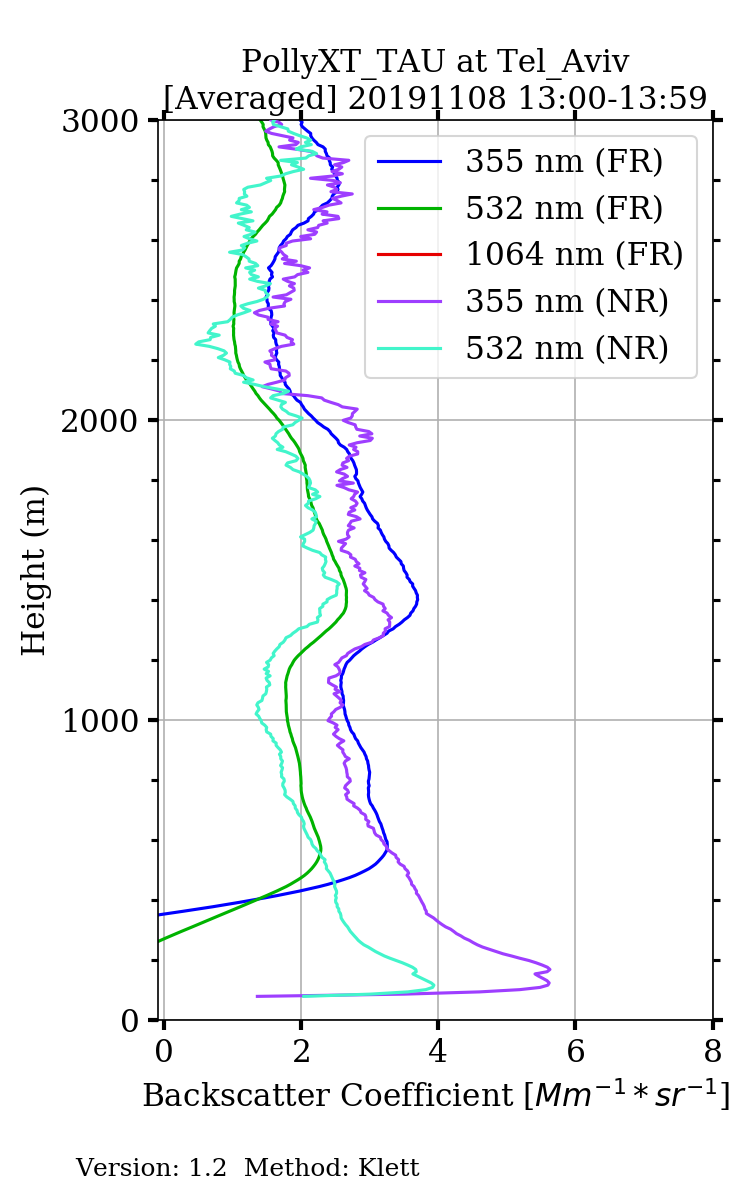 PollyXT_TAU at Tel_Aviv
[Averaged] 20191108 13:00-13:59
3000
2000
1000
0
Height (m)
355 nm (FR)
532 nm (FR)
1064 nm (FR)
355 nm (NR)
532 nm (NR)
0 2 4 6 8
Backscatter Coefficient [Mm⁻¹ * sr⁻¹]
Version: 1.2 Method: Klett